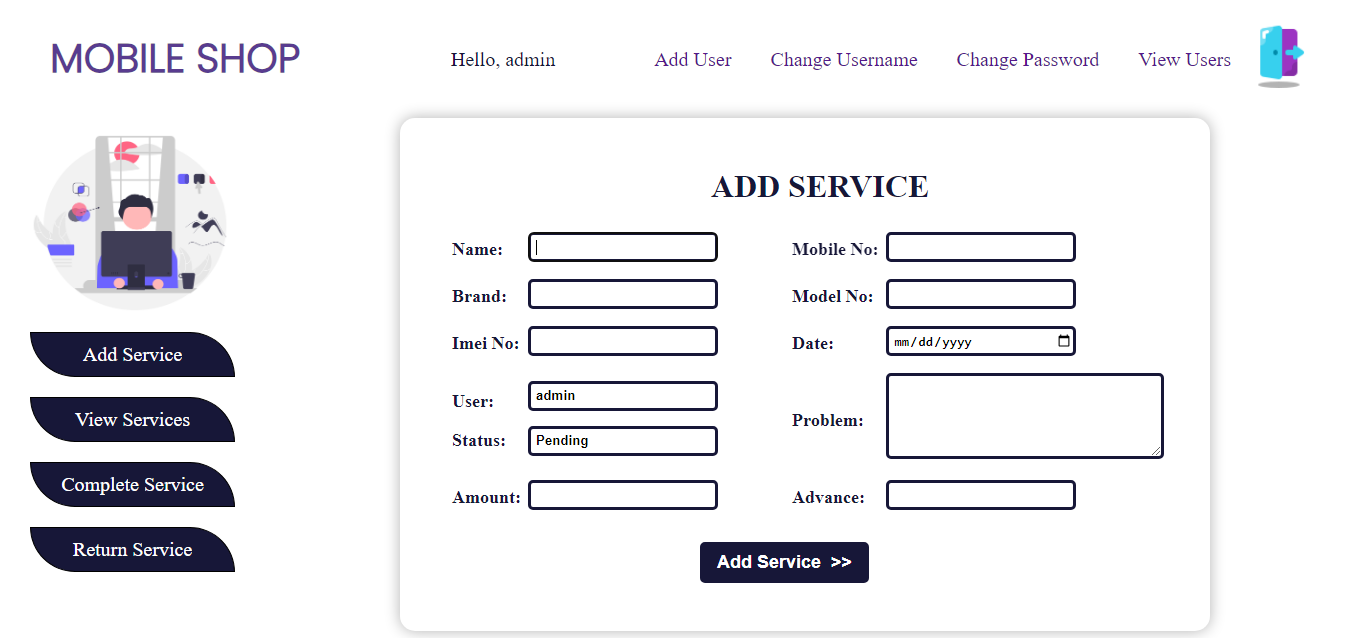 MOBILE SHOP
Hello, admin
Add User
Change Username
Change Password
View Users
ADD SERVICE
Name:
Mobile No:
Brand:
Model No:
Imei No:
Date: mm/dd/yyyy
User: admin
Problem:
Status: Pending
Amount:
Advance:
Add Service >>
Add Service
View Services
Complete Service
Return Service